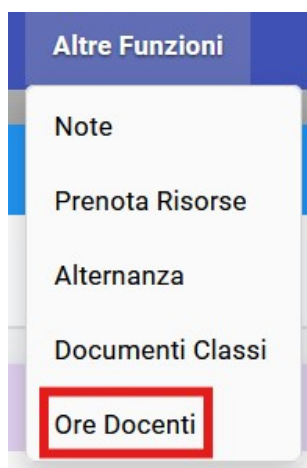 Altre Funzioni
Note
Prenota Risorse
Alternanza
Documenti Classi
Ore Docenti